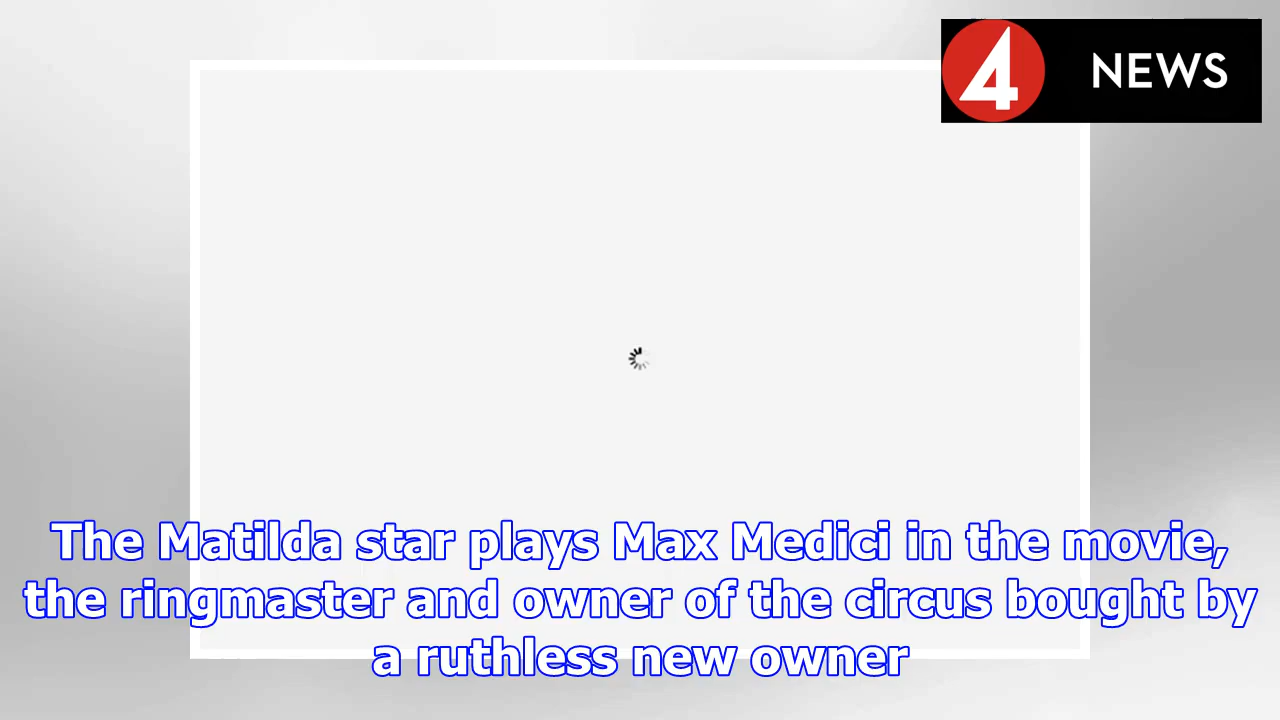 4 NEWS
The Matilda star plays Max Medici in the movie,
the ringmaster and owner of the circus bought by
a ruthless new owner